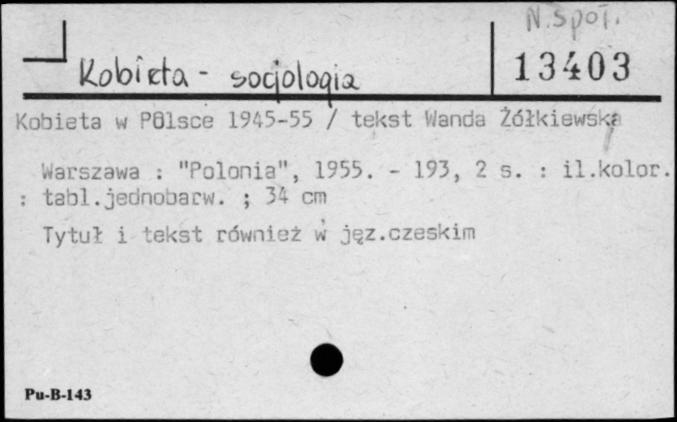 N. Społ.
Kobieta - socjologia
13403
Kobieta w Polsce 1945-55 / tekst Wanda Żółkiewska
Warszawa : "Polonia", 1955. - 193, 2 s. : il.kolor.
: tabl.jednobarw. ; 34 cm
Tytuł i tekst również w jęz.czeskim
Pu-B-143